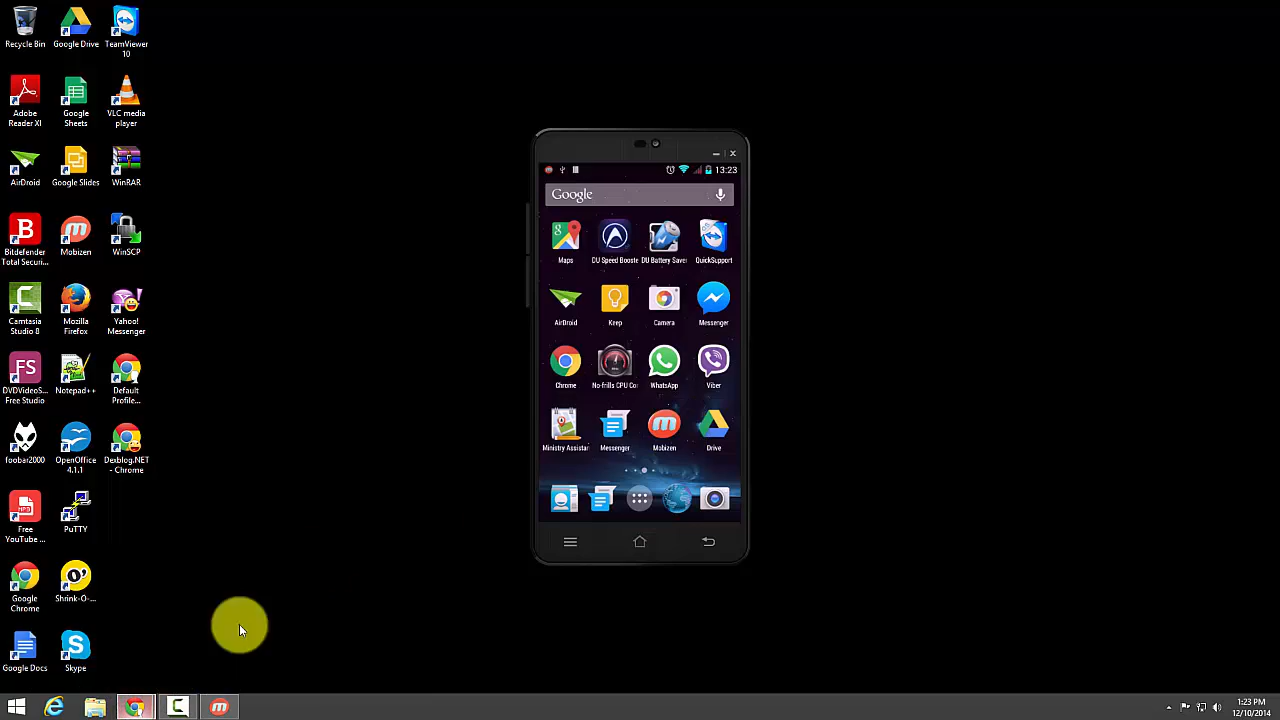 Recycle Bin
Google Drive
TeamViewer
10
Adobe
Reader XI
Google
Sheets
VLC media
player
AirDroid
Google Slides
WinRAR
Bitdefender
Total Securi...
Mobizen
WinSCP
Camtasia
Studio 8
Mozilla
Firefox
Yahoo!
Messenger
DVDVideoS...
Free Studio
Notepad++
Default
Profile...
foobar2000
OpenOffice
4.1.1
Dexblog.NET
- Chrome
Free
YouTube ...
PuTTY
Google
Chrome
Shrink-O-...
Google Docs
Skype
13:23
Google
Maps
DU Speed Booste
DU Battery Saver
QuickSupport
AirDroid
Keep
Camera
Messenger
Chrome
No-frills CPU Co
WhatsApp
Viber
Ministry Assistan
Messenger
Mobizen
Drive
1:23 PM
12/10/2014